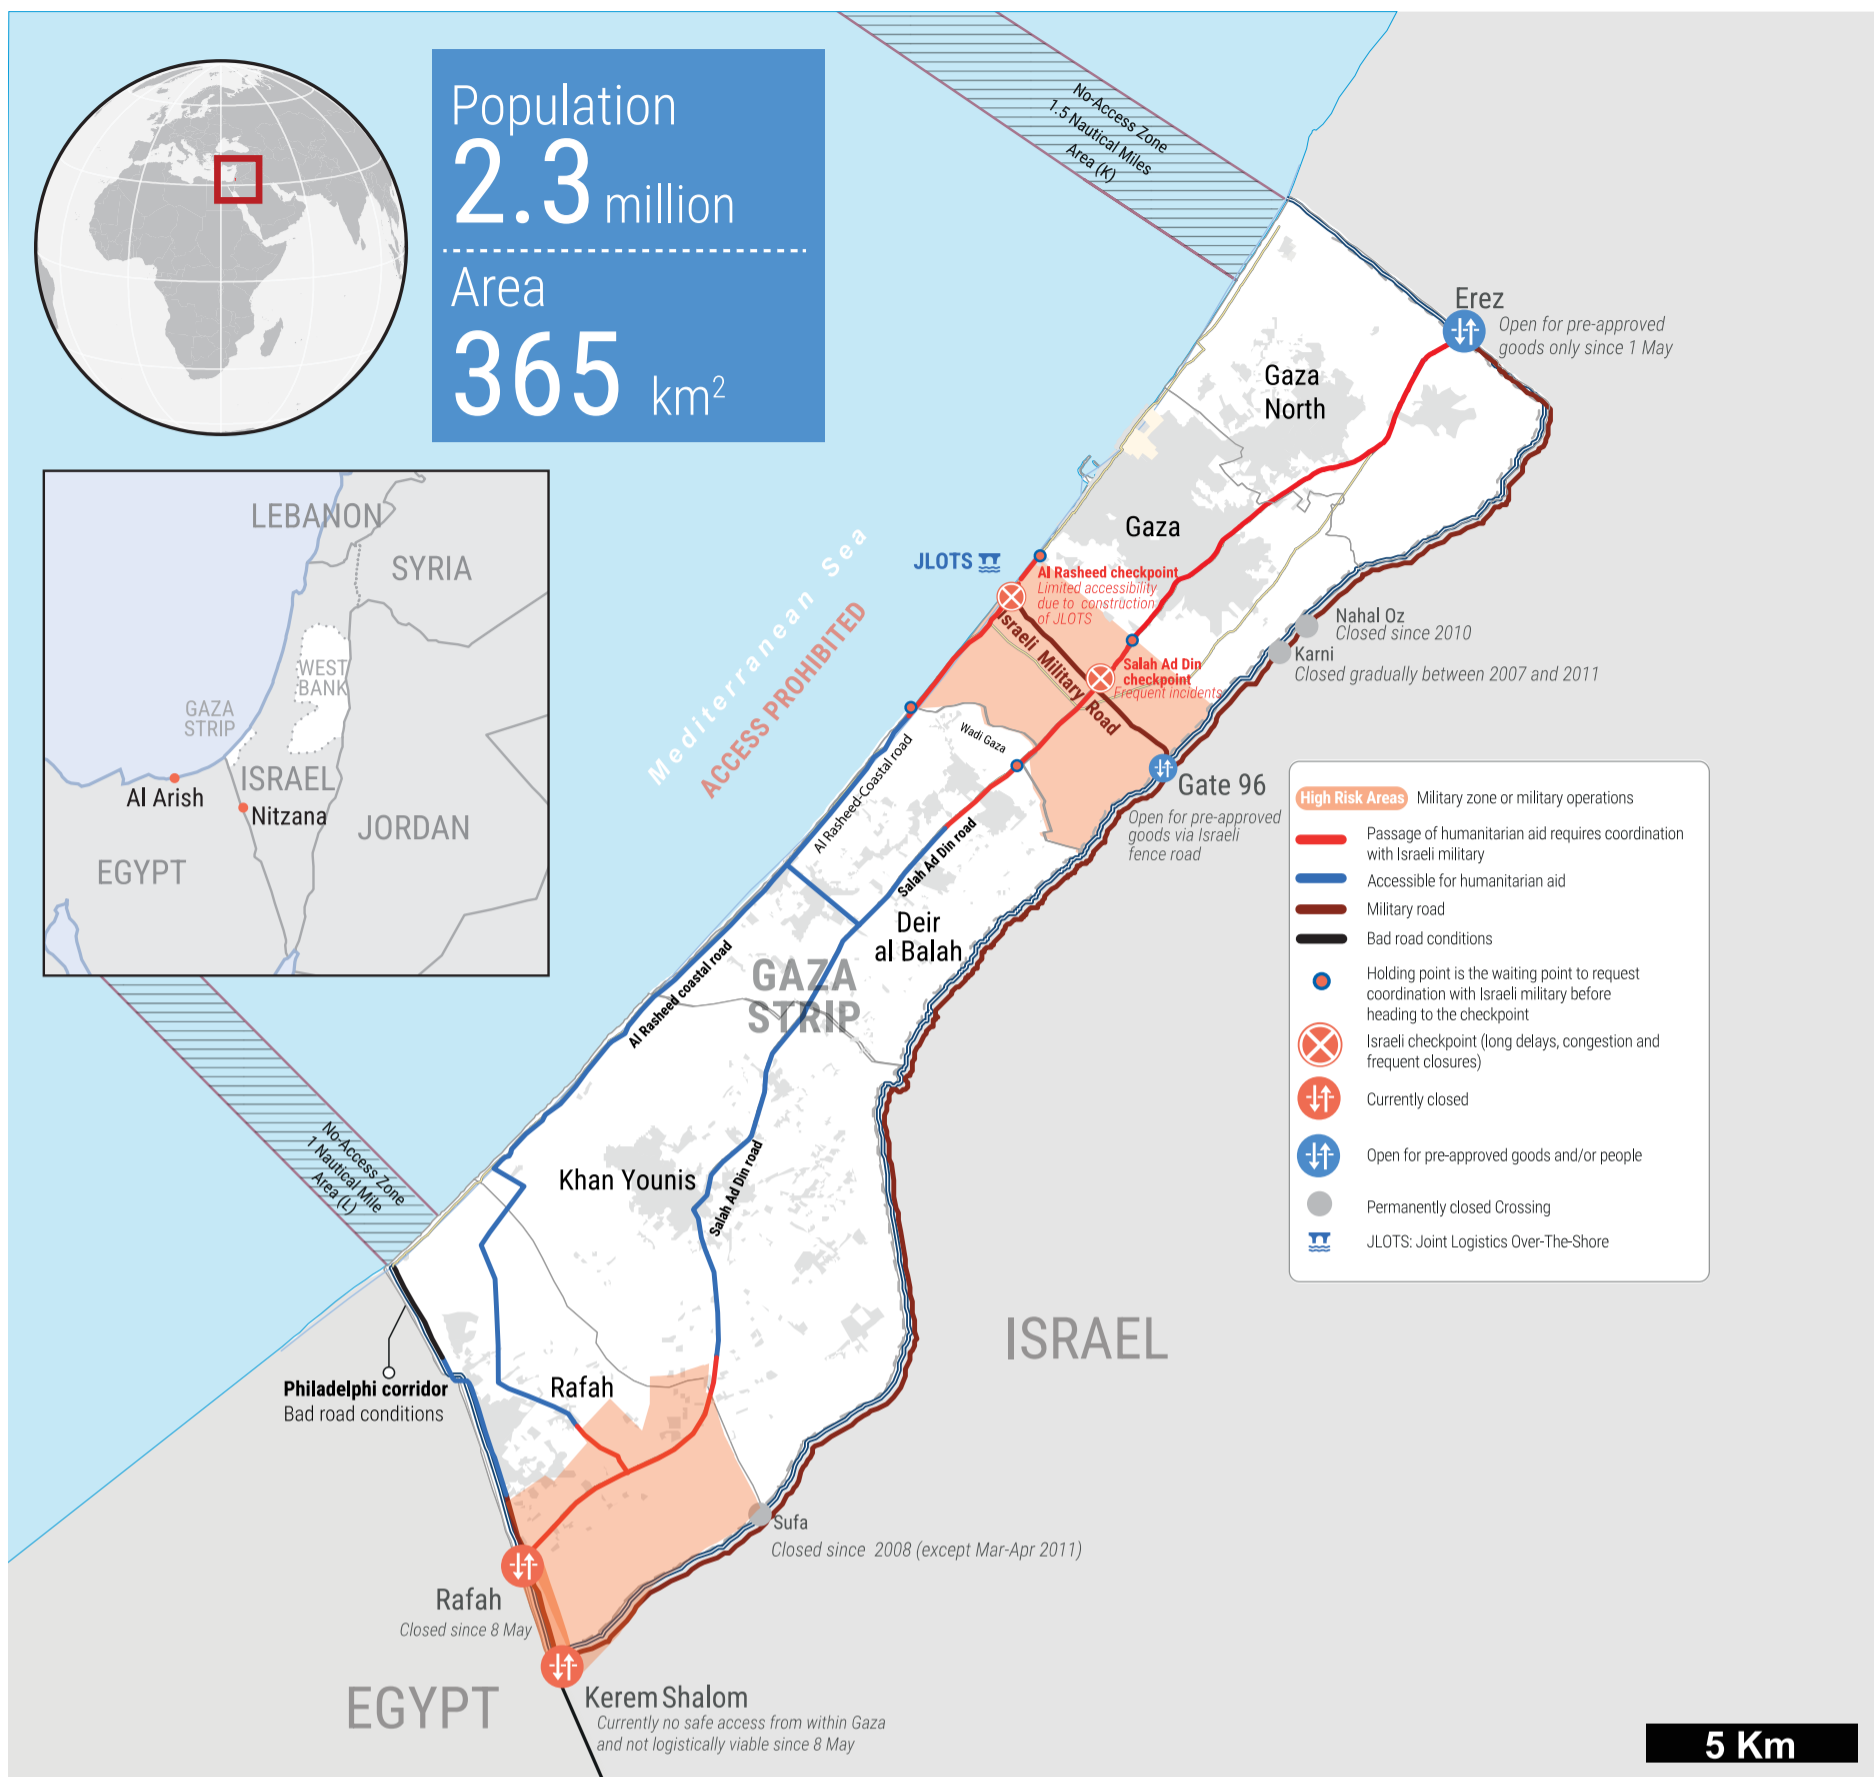 Population
2.3 million
Area
365 km²
No-Access Zone
1.5 Nautical Miles
Area (K)
Erez
Open for pre-approved
goods only since 1 May
Gaza
North
Gaza
LEBANON
SYRIA
WEST
BANK
GAZA
STRIP
ISRAEL
Al Arish
Nitzana
JORDAN
EGYPT
Mediterranean Sea
ACCESS PROHIBITED
JLOTS
Al Rasheed checkpoint
Limited accessibility
due to construction
of JLOTS
Israeli Military Road
Salah Ad Din
checkpoint
Frequent incidents
Nahal Oz
Closed since 2010
Karni
Closed gradually between 2007 and 2011
Wadi Gaza
Al Rasheed-Coastal road
Salah Ad Din road
Gate 96
Open for pre-approved
goods via Israeli
fence road
Deir
al Balah
GAZA
STRIP
Al Rasheed coastal road
Khan Younis
Salah Ad Din road
No-Access Zone
1 Nautical Mile
Area (L)
High Risk Areas Military zone or military operations
Passage of humanitarian aid requires coordination
with Israeli military
Accessible for humanitarian aid
Military road
Bad road conditions
Holding point is the waiting point to request
coordination with Israeli military before
heading to the checkpoint
Israeli checkpoint (long delays, congestion and
frequent closures)
Currently closed
Open for pre-approved goods and/or people
Permanently closed Crossing
JLOTS: Joint Logistics Over-The-Shore
ISRAEL
Philadelphi corridor
Bad road conditions
Rafah
Sufa
Closed since 2008 (except Mar-Apr 2011)
Rafah
Closed since 8 May
EGYPT
Kerem Shalom
Currently no safe access from within Gaza
and not logistically viable since 8 May
5 Km